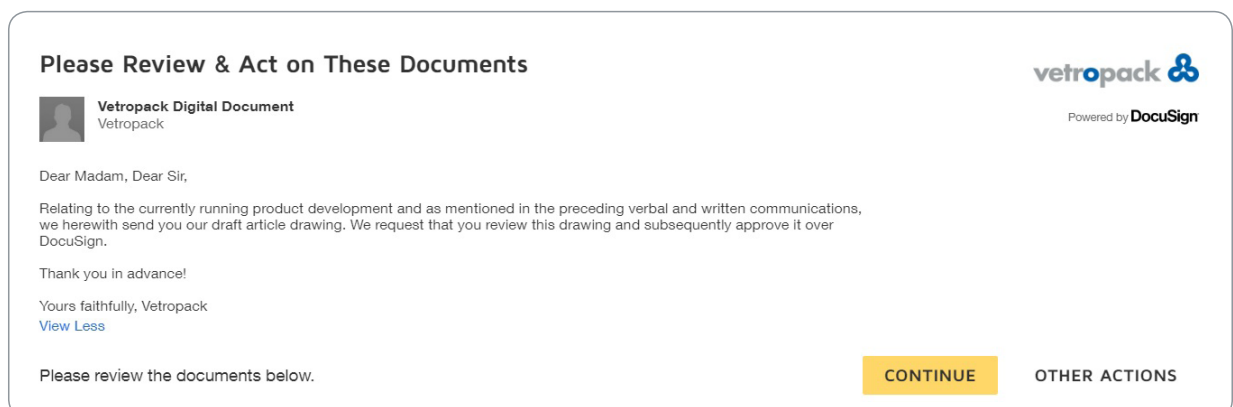 Please Review & Act on These Documents
vetropack
Vetropack Digital Document
Vetropack
Powered by DocuSign
Dear Madam, Dear Sir,
Relating to the currently running product development and as mentioned in the preceding verbal and written communications,
we herewith send you our draft article drawing. We request that you review this drawing and subsequently approve it over
DocuSign.
Thank you in advance!
Yours faithfully, Vetropack
View Less
Please review the documents below.
CONTINUE
OTHER ACTIONS